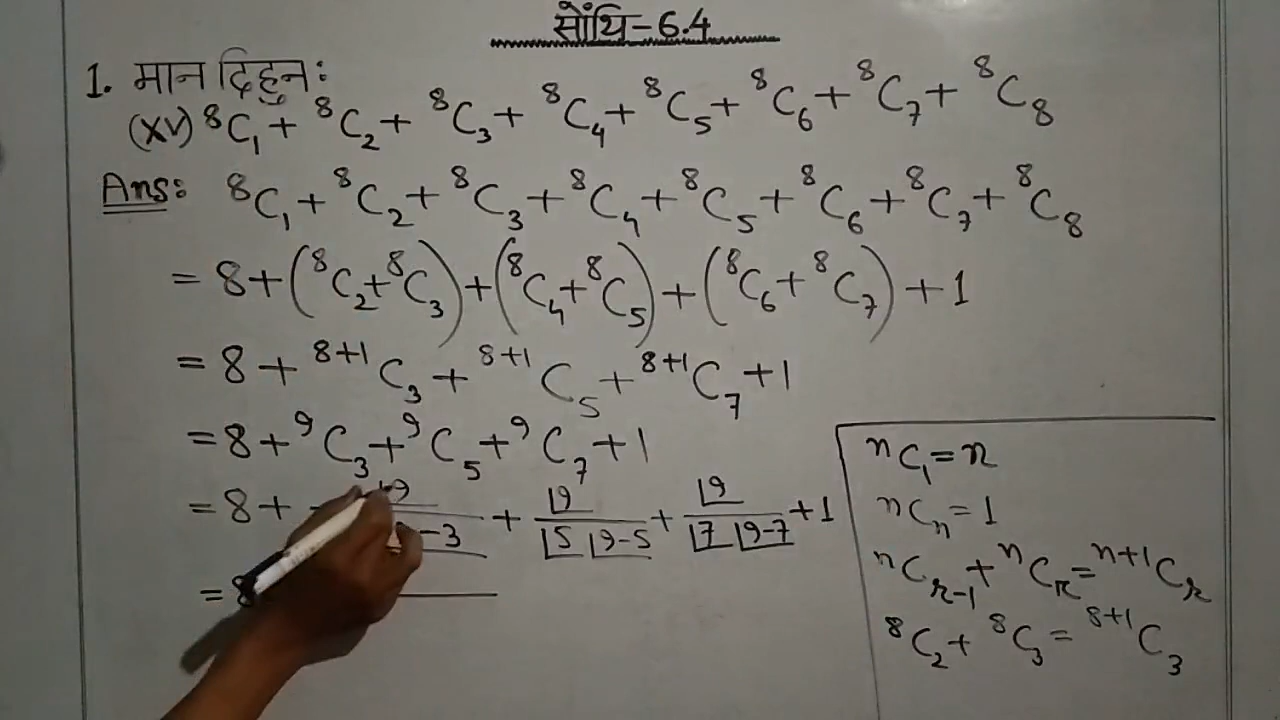 सोंथि-6.4
1. मान दिहुन:
(xv) ⁸C₁ + ⁸C₂ + ⁸C₃ + ⁸C₄ + ⁸C₅ + ⁸C₆ + ⁸C₇ + ⁸C₈
Ans: ⁸C₁ + ⁸C₂ + ⁸C₃ + ⁸C₄ + ⁸C₅ + ⁸C₆ + ⁸C₇ + ⁸C₈
= 8 + (⁸C₂ + ⁸C₃) + (⁸C₄ + ⁸C₅) + (⁸C₆ + ⁸C₇) + 1
= 8 + ⁸⁺¹C₃ + ⁸⁺¹C₅ + ⁸⁺¹C₇ + 1
= 8 + ⁹C₃ + ⁹C₅ + ⁹C₇ + 1
= 8 + |9 / -3 + |9 / |5 |9-5 + |9 / |7 |9-7 + 1
= 8
ⁿC₁ = n
ⁿCₙ = 1
ⁿCᵣ₋₁ + ⁿCᵣ = ⁿ⁺¹Cᵣ
⁸C₂ + ⁸C₃ = ⁸⁺¹C₃